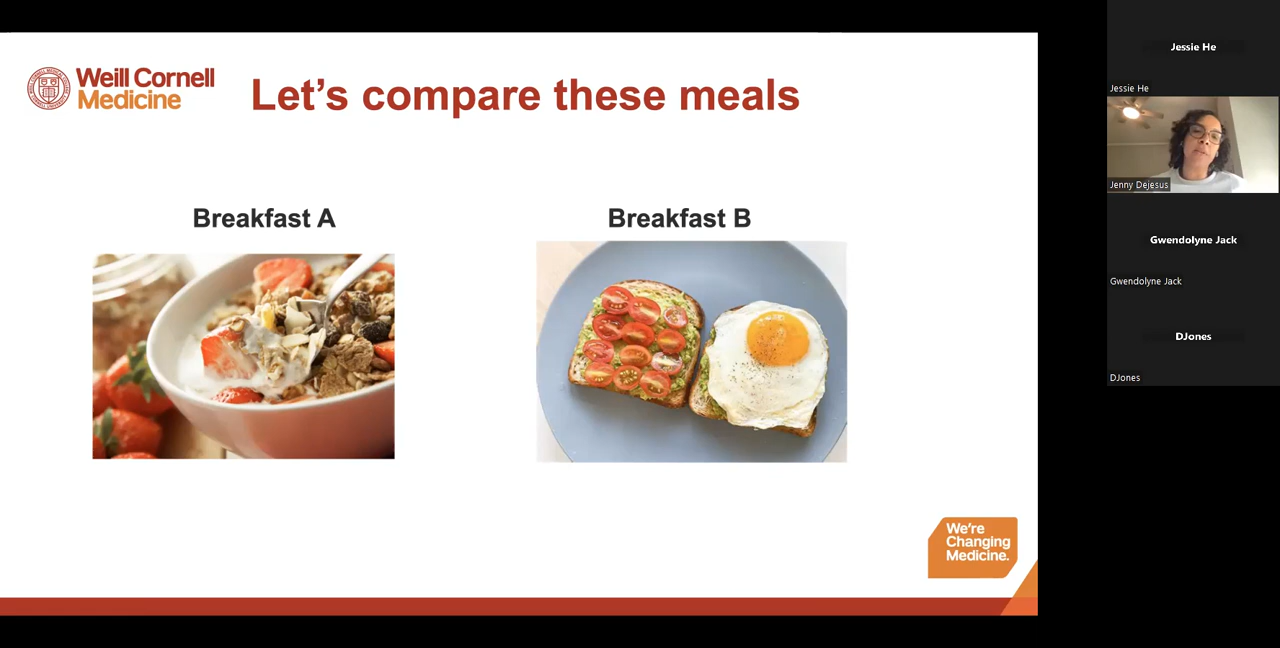 Weill Cornell
Medicine
Let's compare these meals
Breakfast A
Breakfast B
We're
Changing
Medicine.
Jessie He
Jessie He
Jenny Dejesus
Gwendolyne Jack
Gwendolyne Jack
DJones
DJones